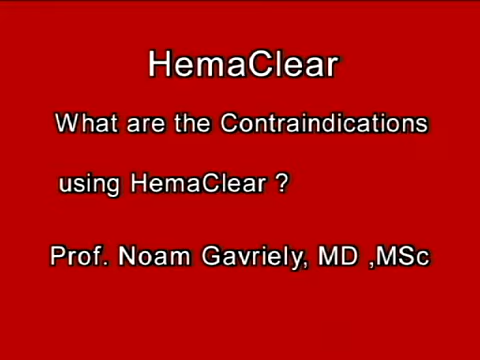 HemaClear
What are the Contraindications
using HemaClear ?
Prof. Noam Gavriely, MD ,MSc